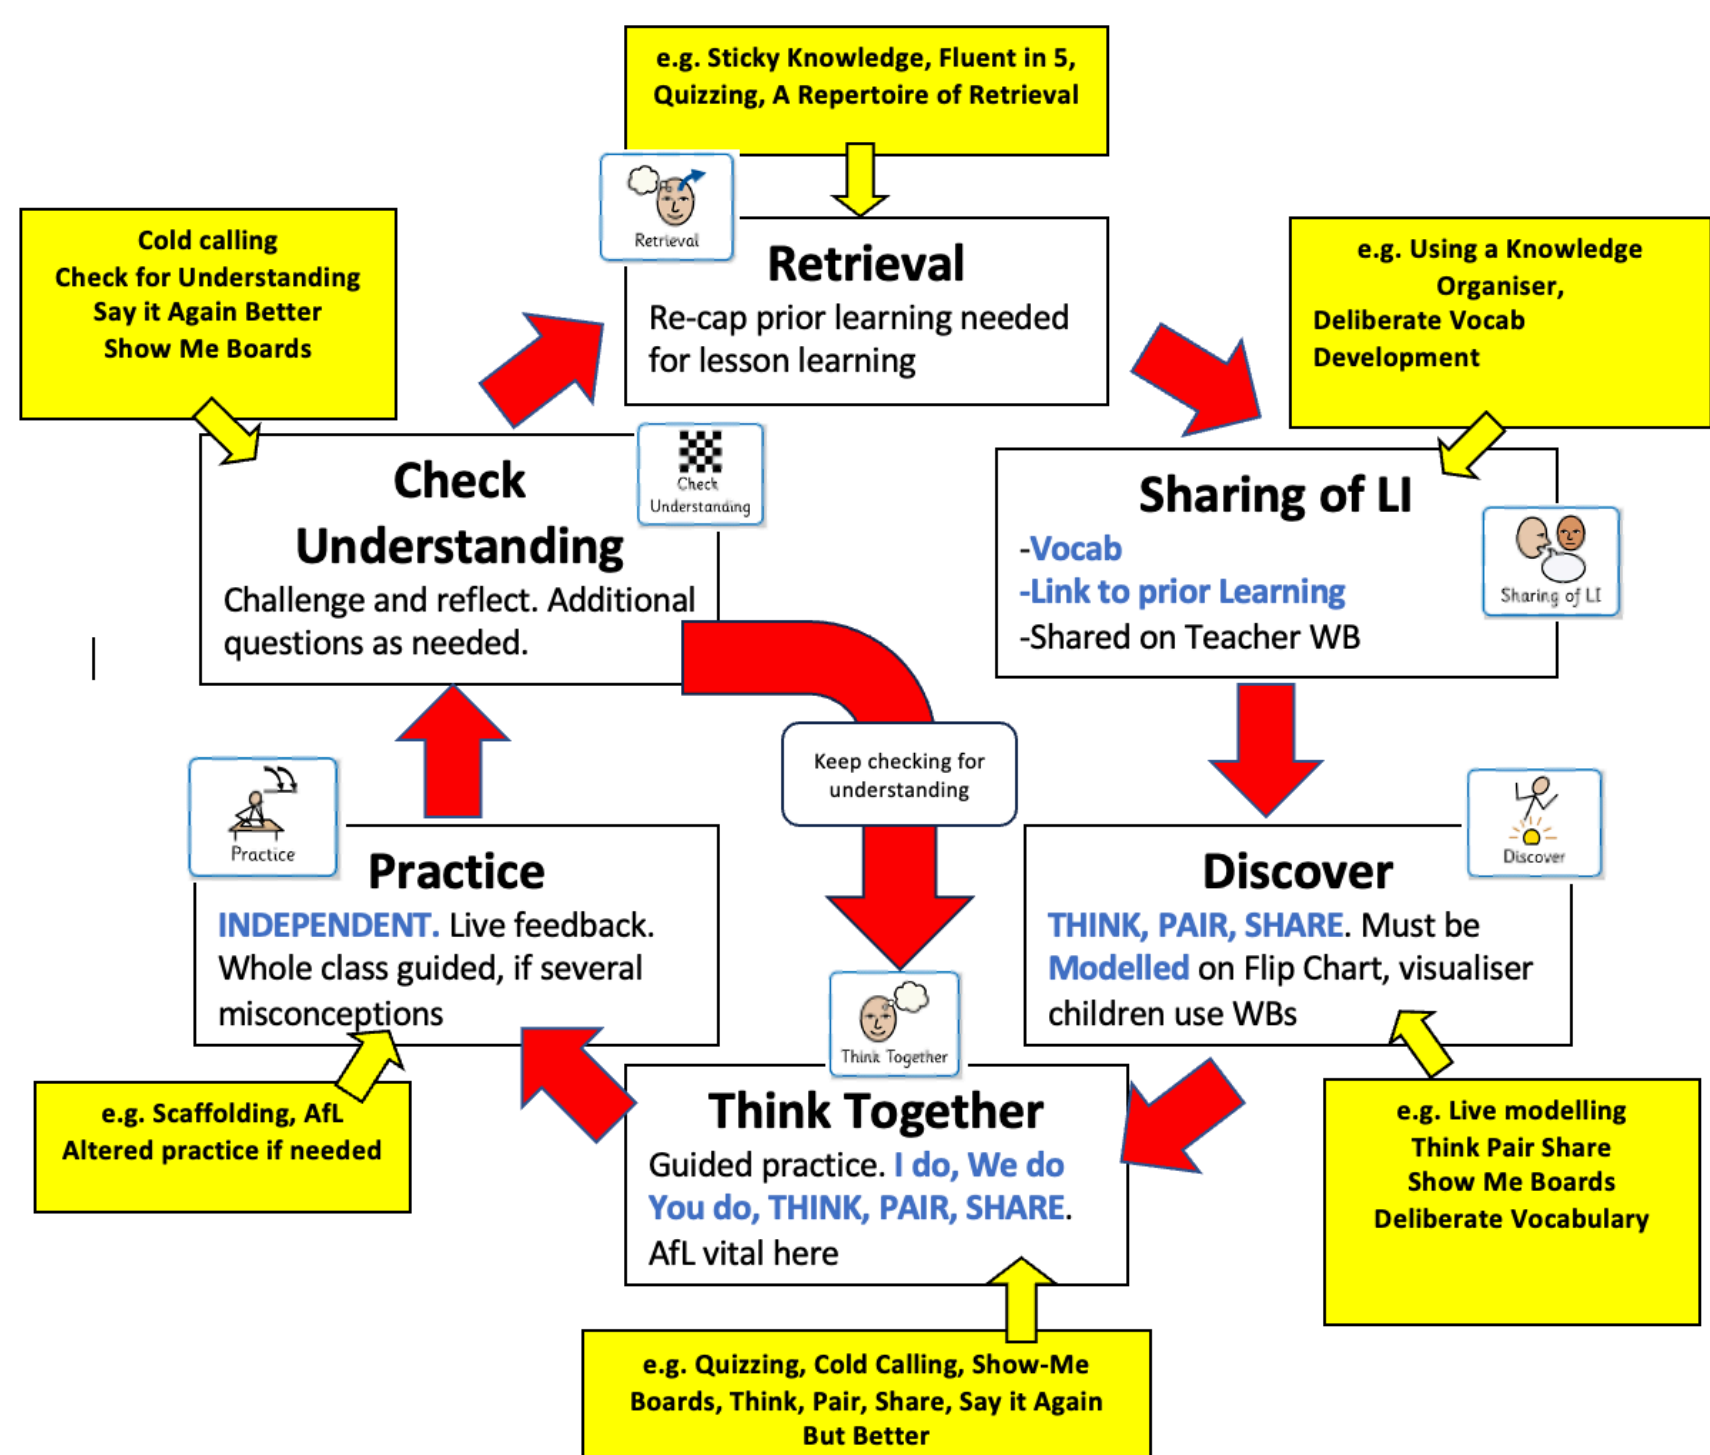 e.g. Sticky Knowledge, Fluent in 5,
Quizzing, A Repertoire of Retrieval
Retrieval
Retrieval
Re-cap prior learning needed
for lesson learning
Cold calling
Check for Understanding
Say it Again Better
Show Me Boards
e.g. Using a Knowledge
Organiser,
Deliberate Vocab
Development
Check
Understanding
Check
Understanding
Challenge and reflect. Additional
questions as needed.
Sharing of LI
-Vocab
-Link to prior Learning
-Shared on Teacher WB
Sharing of LI
Keep checking for
understanding
Practice
Practice
INDEPENDENT. Live feedback.
Whole class guided, if several
misconceptions
Discover
Discover
THINK, PAIR, SHARE. Must be
Modelled on Flip Chart, visualiser
children use WBs
e.g. Scaffolding, AfL
Altered practice if needed
Think Together
Think Together
Guided practice. I do, We do
You do, THINK, PAIR, SHARE.
AfL vital here
e.g. Live modelling
Think Pair Share
Show Me Boards
Deliberate Vocabulary
e.g. Quizzing, Cold Calling, Show-Me
Boards, Think, Pair, Share, Say it Again
But Better